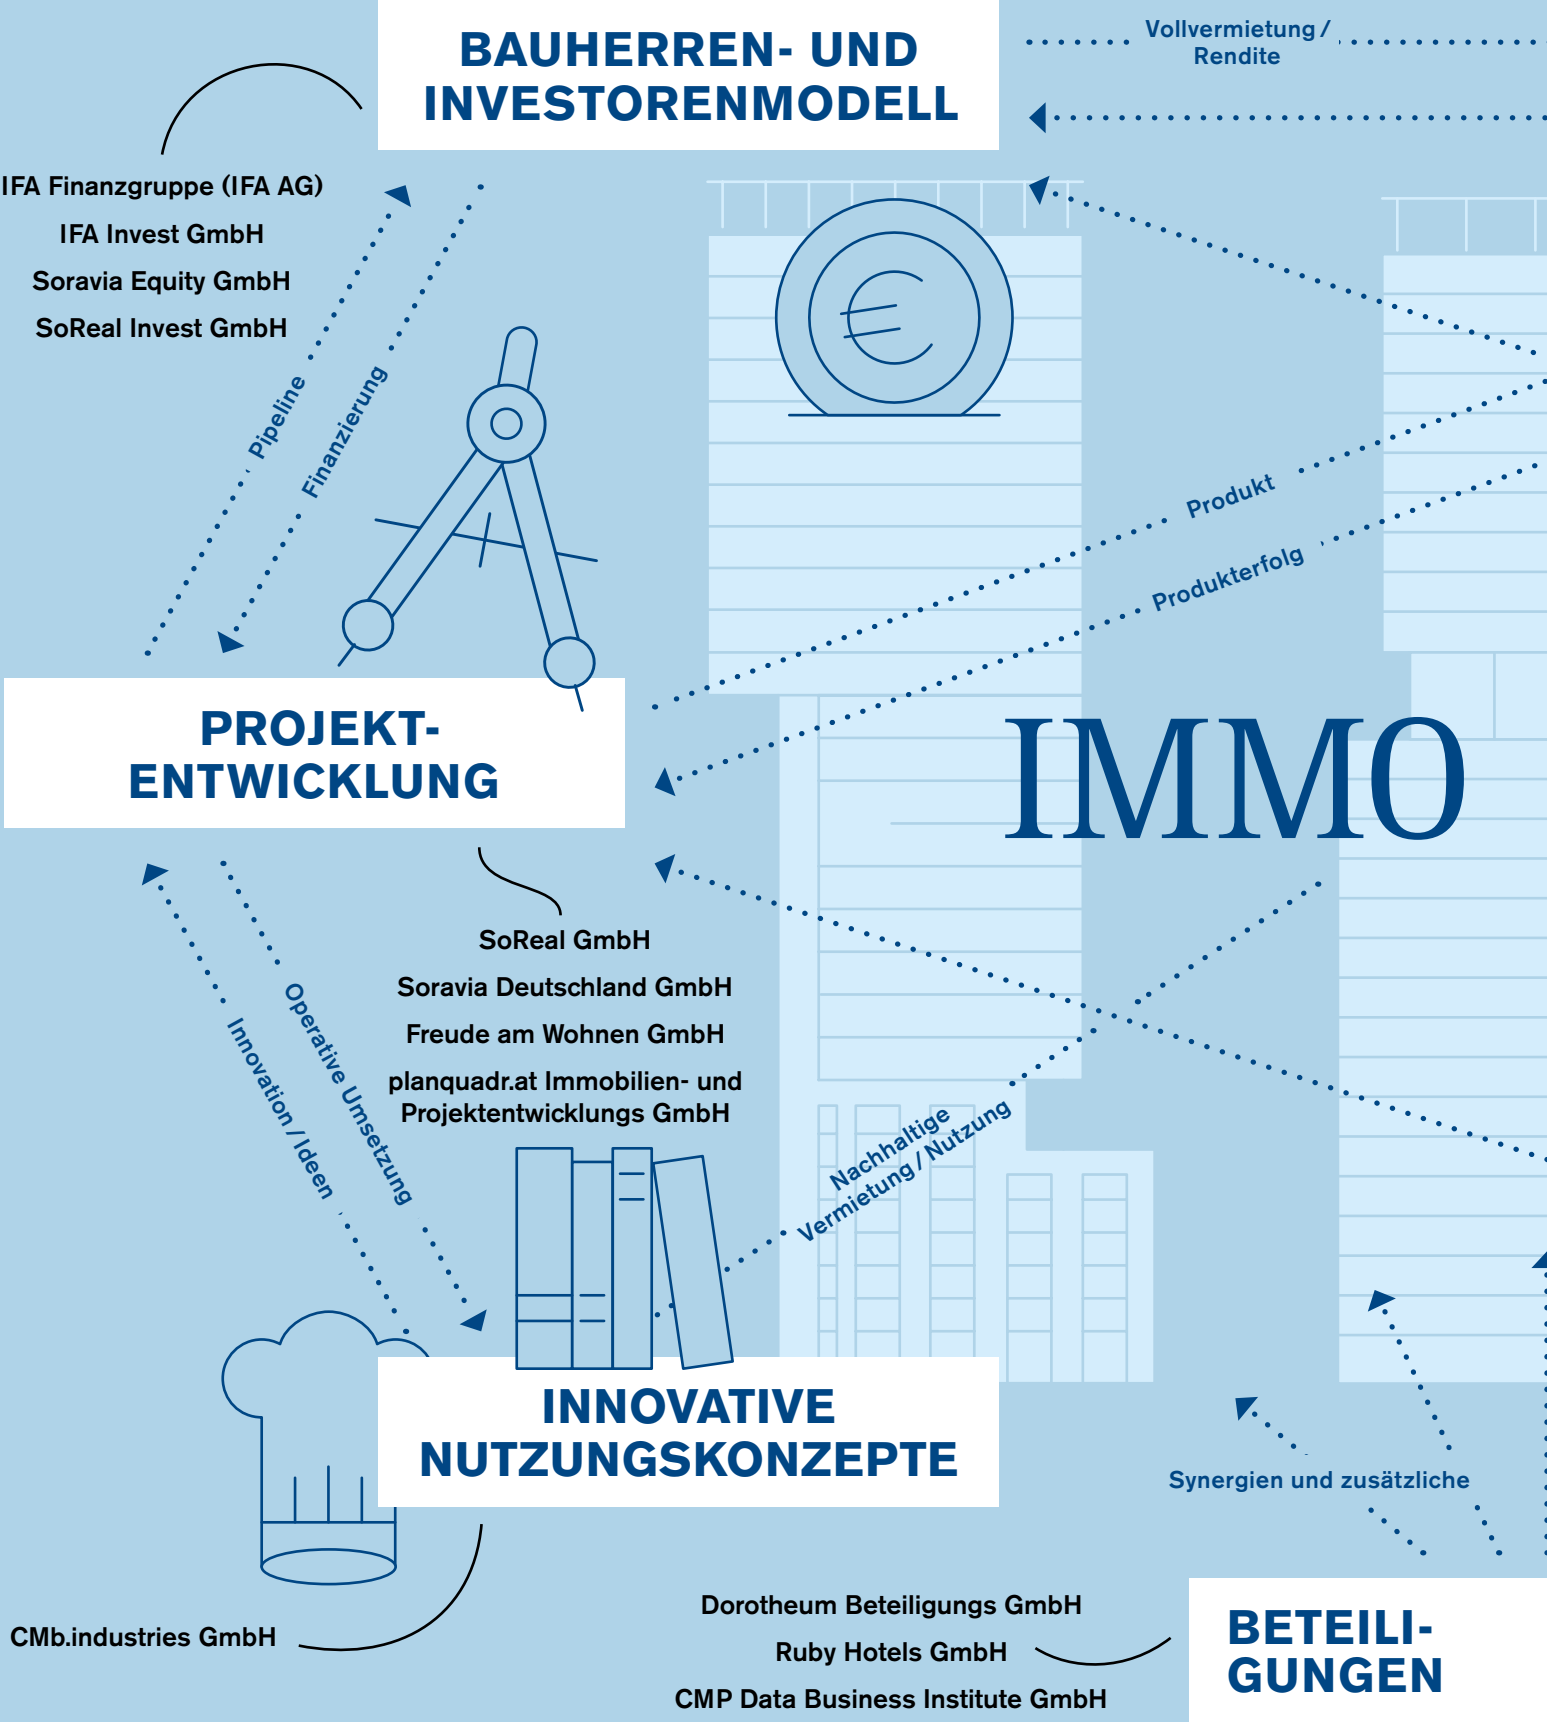 BAUHERREN- UND
INVESTORENMODELL
Vollvermietung /
Rendite
IFA Finanzgruppe (IFA AG)
IFA Invest GmbH
Soravia Equity GmbH
SoReal Invest GmbH
Pipeline
Finanzierung
Produkt
Produkterfolg
PROJEKT-
ENTWICKLUNG
IMMO
SoReal GmbH
Soravia Deutschland GmbH
Freude am Wohnen GmbH
planquadr.at Immobilien- und
Projektentwicklungs GmbH
Operative Umsetzung
Innovation / Ideen
Nachhaltige
Vermietung / Nutzung
INNOVATIVE
NUTZUNGSKONZEPTE
Synergien und zusätzliche
CMb.industries GmbH
Dorotheum Beteiligungs GmbH
Ruby Hotels GmbH
CMP Data Business Institute GmbH
BETEILI-
GUNGEN